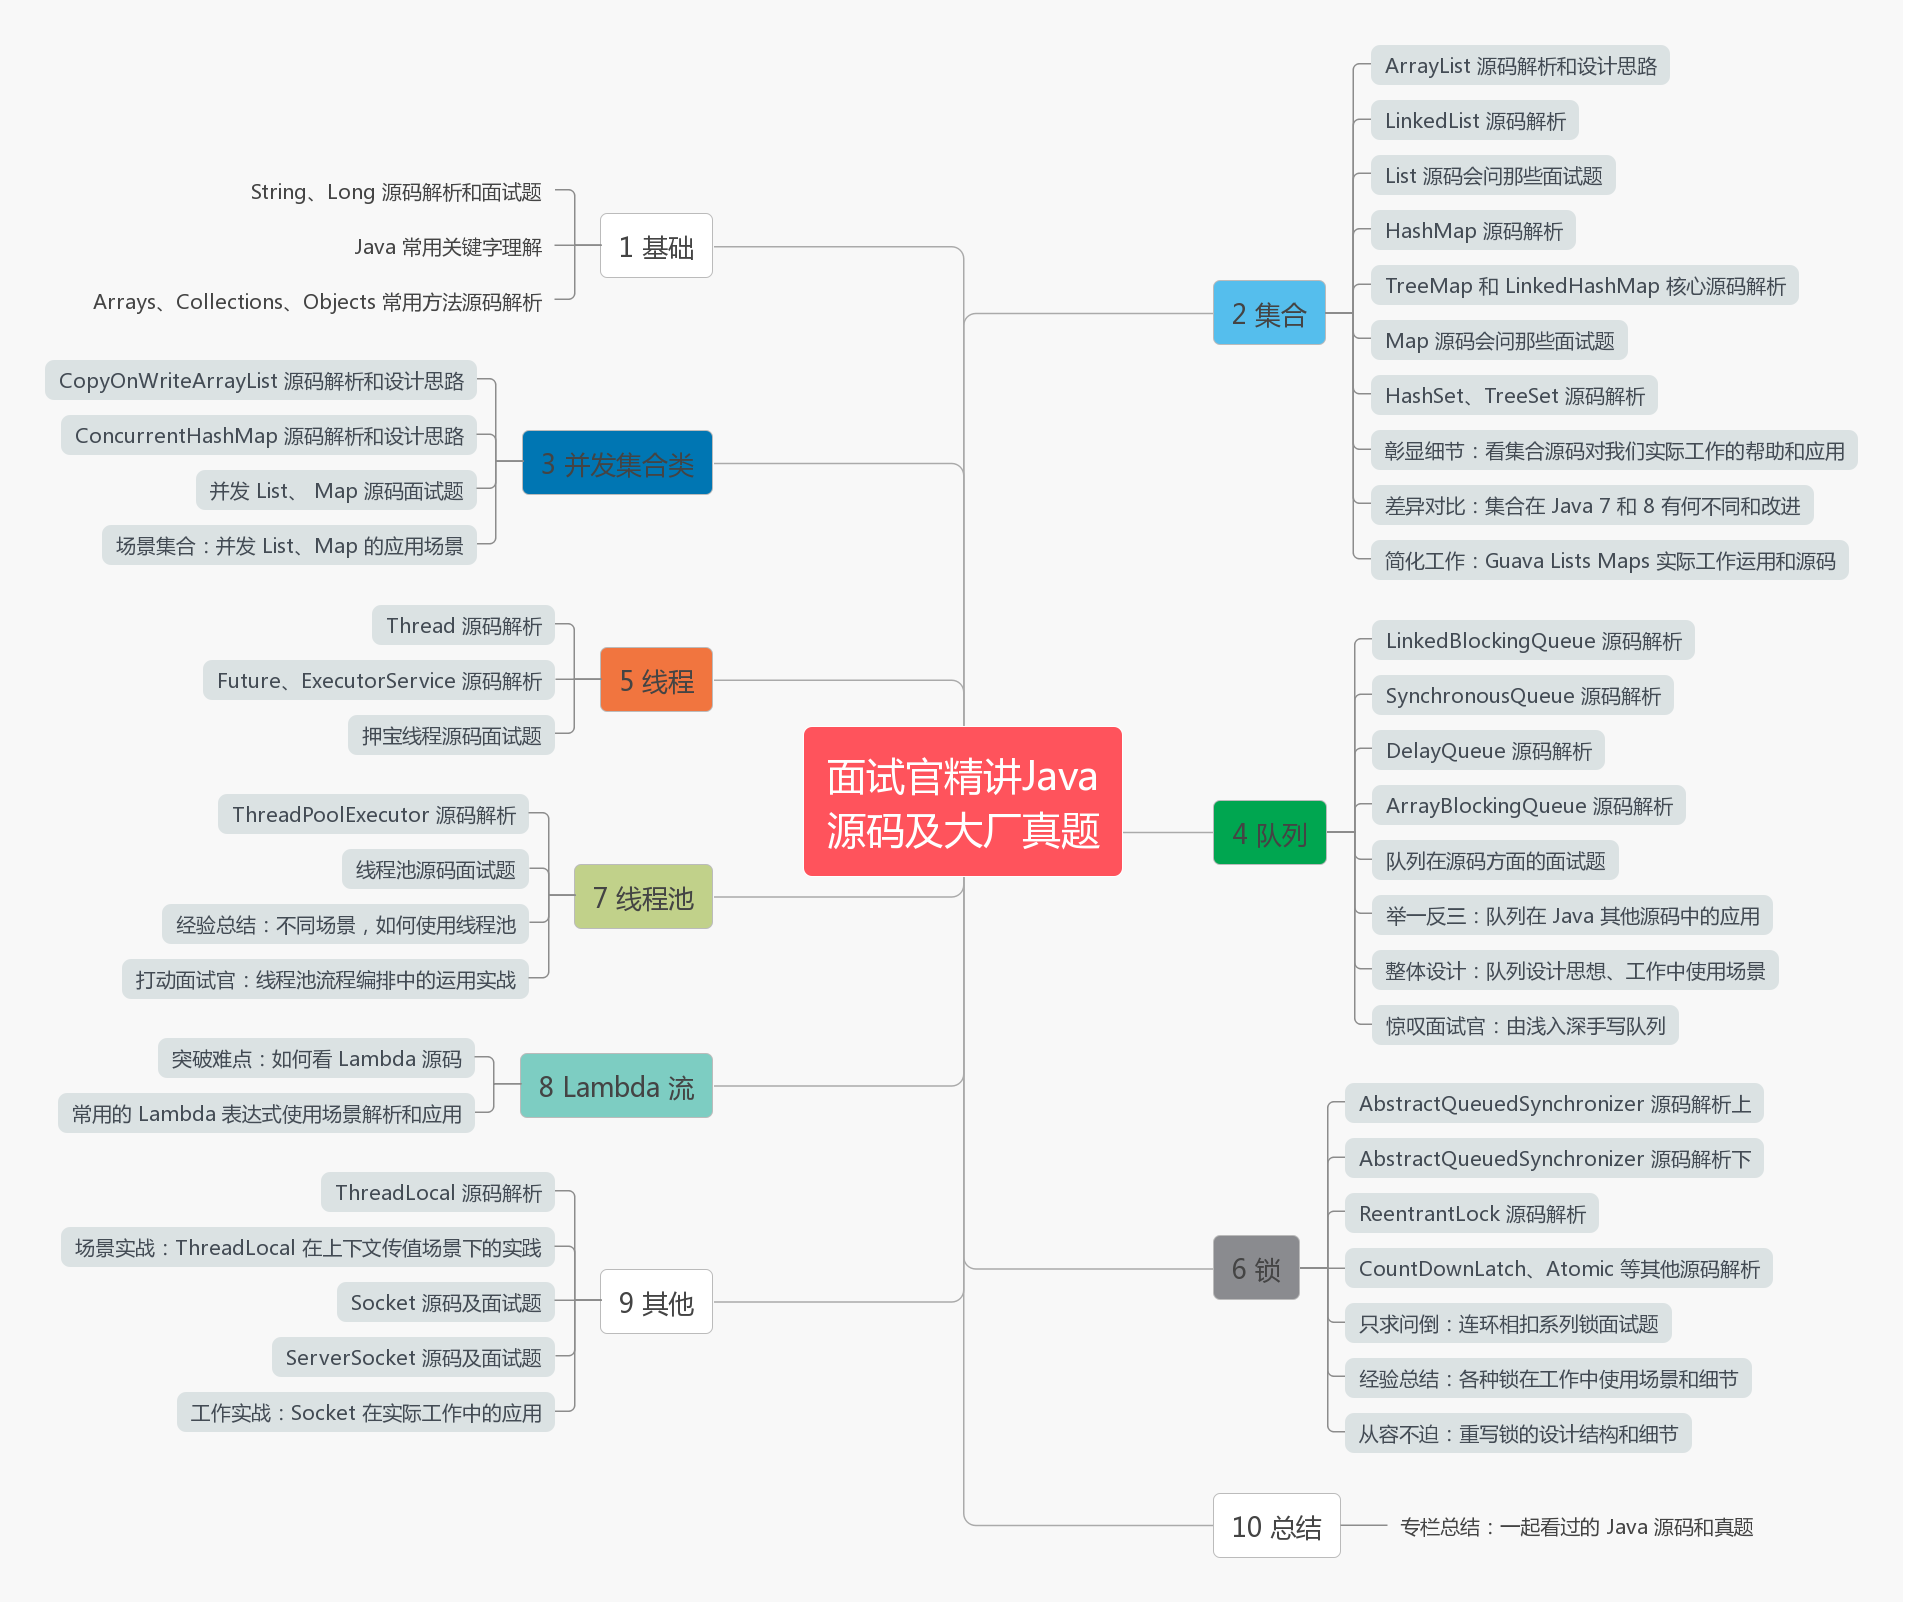 面试官精讲Java
源码及大厂真题
1 基础
String、Long 源码解析和面试题
Java 常用关键字理解
Arrays、Collections、Objects 常用方法源码解析
2 集合
ArrayList 源码解析和设计思路
LinkedList 源码解析
List 源码会问那些面试题
HashMap 源码解析
TreeMap 和 LinkedHashMap 核心源码解析
Map 源码会问那些面试题
HashSet、TreeSet 源码解析
彰显细节：看集合源码对我们实际工作的帮助和应用
差异对比：集合在 Java 7 和 8 有何不同和改进
简化工作：Guava Lists Maps 实际工作运用和源码
3 并发集合类
CopyOnWriteArrayList 源码解析和设计思路
ConcurrentHashMap 源码解析和设计思路
并发 List、 Map 源码面试题
场景集合：并发 List、Map 的应用场景
4 队列
LinkedBlockingQueue 源码解析
SynchronousQueue 源码解析
DelayQueue 源码解析
ArrayBlockingQueue 源码解析
队列在源码方面的面试题
举一反三：队列在 Java 其他源码中的应用
整体设计：队列设计思想、工作中使用场景
惊叹面试官：由浅入深手写队列
5 线程
Thread 源码解析
Future、ExecutorService 源码解析
押宝线程源码面试题
6 锁
AbstractQueuedSynchronizer 源码解析上
AbstractQueuedSynchronizer 源码解析下
ReentrantLock 源码解析
CountDownLatch、Atomic 等其他源码解析
只求问倒：连环相扣系列锁面试题
经验总结：各种锁在工作中使用场景和细节
从容不迫：重写锁的设计结构和细节
7 线程池
ThreadPoolExecutor 源码解析
线程池源码面试题
经验总结：不同场景，如何使用线程池
打动面试官：线程池流程编排中的运用实战
8 Lambda 流
突破难点：如何看 Lambda 源码
常用的 Lambda 表达式使用场景解析和应用
9 其他
ThreadLocal 源码解析
场景实战：ThreadLocal 在上下文传值场景下的实践
Socket 源码及面试题
ServerSocket 源码及面试题
工作实战：Socket 在实际工作中的应用
10 总结
专栏总结：一起看过的 Java 源码和真题